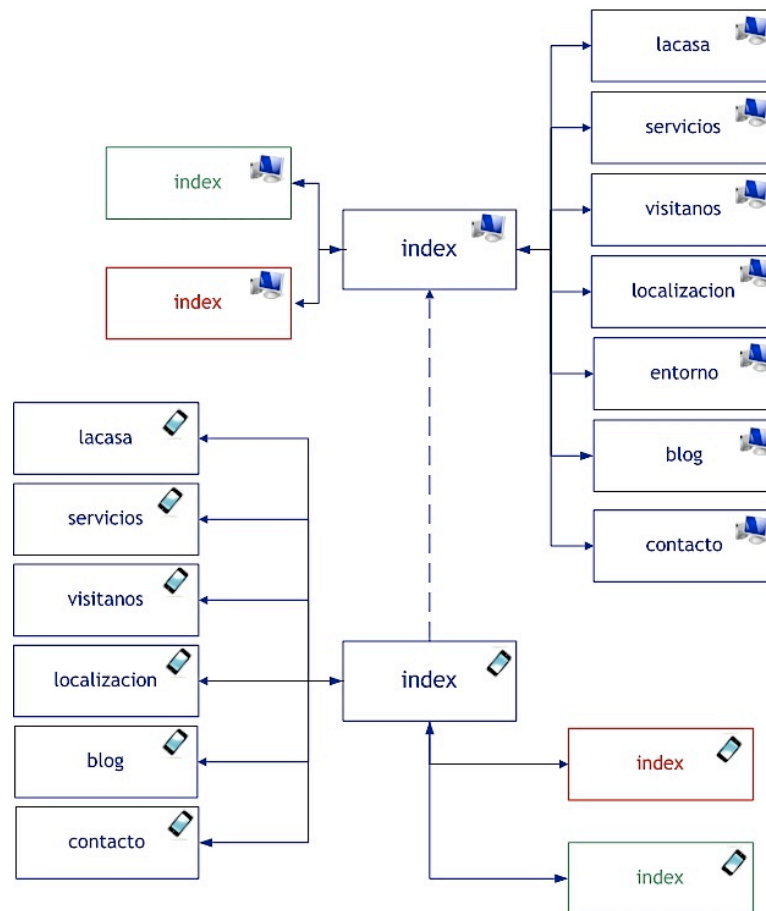 lacasa
servicios
visitanos
localizacion
entorno
blog
contacto
index
index
index
lacasa
servicios
visitanos
localizacion
blog
contacto
index
index
index